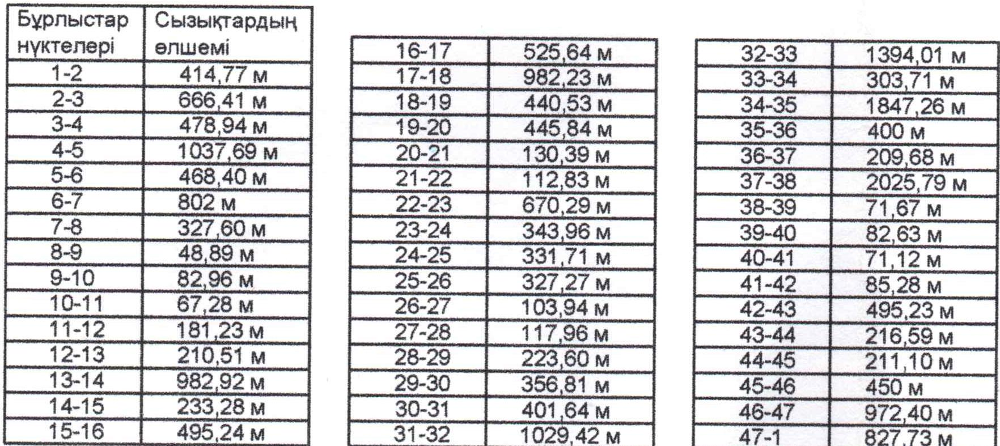 Бұрлыстар Сызықтардың
нүктелері өлшемі
1-2 414,77 м
2-3 666,41 м
3-4 478,94 м
4-5 1037,69 м
5-6 468,40 м
6-7 802 м
7-8 327,60 м
8-9 48,89 м
9-10 82,96 м
10-11 67,28 м
11-12 181,23 м
12-13 210,51 м
13-14 982,92 м
14-15 233,28 м
15-16 495,24 м
16-17 525,64 м
17-18 982,23 м
18-19 440,53 м
19-20 445,84 м
20-21 130,39 м
21-22 112,83 м
22-23 670,29 м
23-24 343,96 м
24-25 331,71 м
25-26 327,27 м
26-27 103,94 м
27-28 117,96 м
28-29 223,60 м
29-30 356,81 м
30-31 401,64 м
31-32 1029,42 м
32-33 1394,01 м
33-34 303,71 м
34-35 1847,26 м
35-36 400 м
36-37 209,68 м
37-38 2025,79 м
38-39 71,67 м
39-40 82,63 м
40-41 71,12 м
41-42 85,28 м
42-43 495,23 м
43-44 216,59 м
44-45 211,10 м
45-46 450 м
46-47 972,40 м
47-1 827,73 м